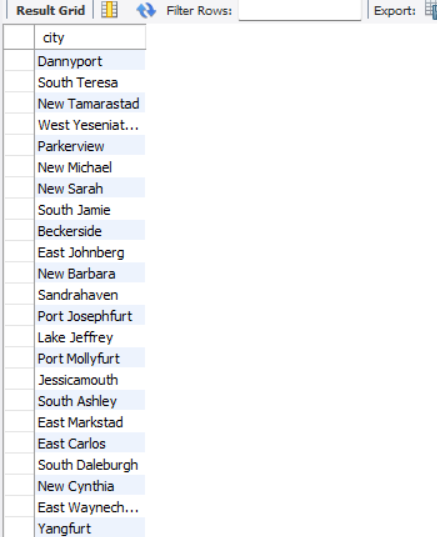 Result Grid Filter Rows: Export:
city
Dannyport
South Teresa
New Tamarastad
West Yeseniat...
Parkerview
New Michael
New Sarah
South Jamie
Beckerside
East Johnberg
New Barbara
Sandrahaven
Port Josephfurt
Lake Jeffrey
Port Mollyfurt
Jessicamouth
South Ashley
East Markstad
East Carlos
South Daleburgh
New Cynthia
East Waynech...
Yangfurt